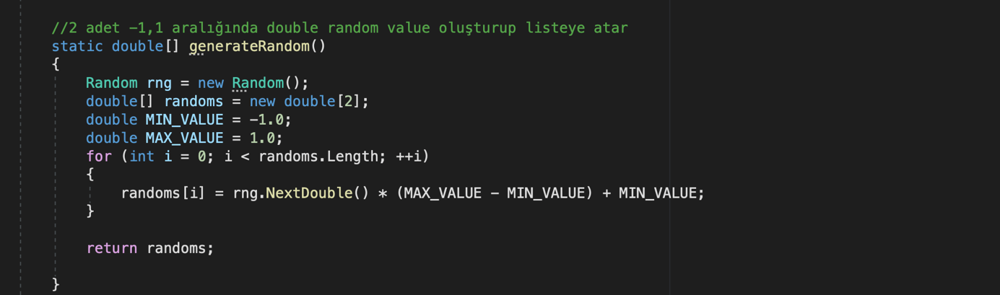 //2 adet -1,1 aralığında double random value oluşturup listeye atar
static double[] generateRandom()
{
Random rng = new Random();
double[] randoms = new double[2];
double MIN_VALUE = -1.0;
double MAX_VALUE = 1.0;
for (int i = 0; i < randoms.Length; ++i)
{
randoms[i] = rng.NextDouble() * (MAX_VALUE - MIN_VALUE) + MIN_VALUE;
}
return randoms;
}